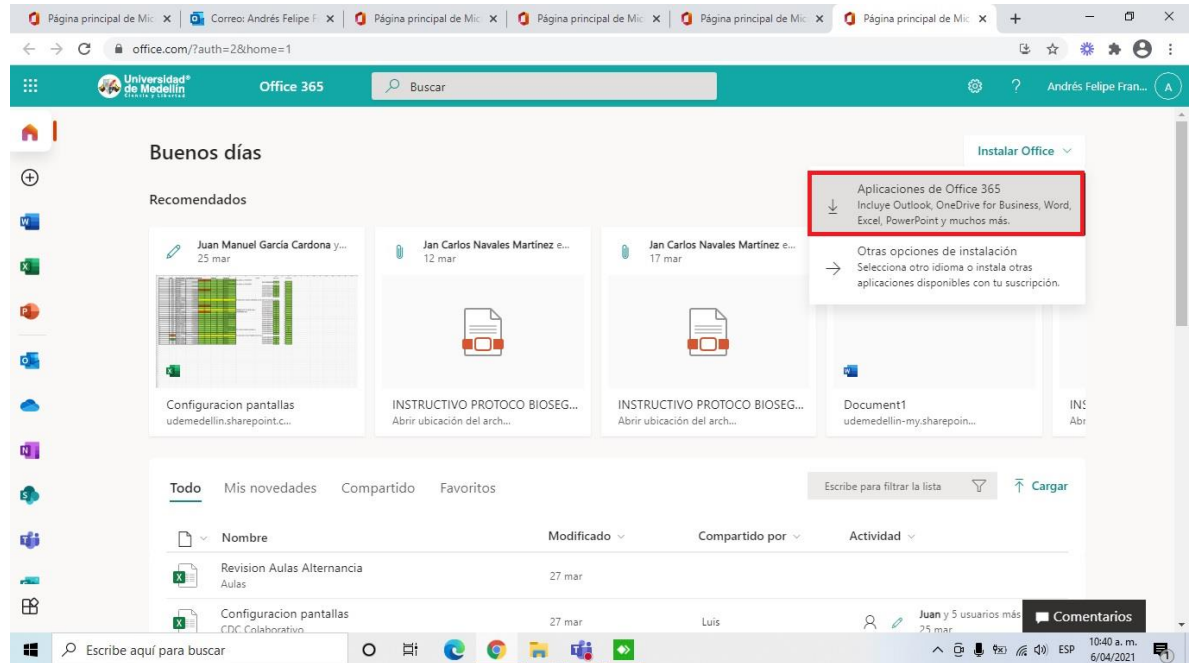 Página principal de Mic
Correo: Andrés Felipe F
Página principal de Mic
Página principal de Mic
Página principal de Mic
Página principal de Mic
office.com/?auth=2&home=1
Universidad®
de Medellín
Ciencia y Libertad
Office 365
Buscar
Andrés Felipe Fran...
A
Buenos días
Instalar Office
Aplicaciones de Office 365
Incluye Outlook, OneDrive for Business, Word,
Excel, PowerPoint y muchos más.
Otras opciones de instalación
Selecciona otro idioma o instala otras
aplicaciones disponibles con tu suscripción.
Recomendados
Juan Manuel García Cardona y...
25 mar
Jan Carlos Navales Martínez e...
12 mar
Jan Carlos Navales Martínez e...
17 mar
Configuracion pantallas
udemedellin.sharepoint.c...
INSTRUCTIVO PROTOCO BIOSEG...
Abrir ubicación del arch...
INSTRUCTIVO PROTOCO BIOSEG...
Abrir ubicación del arch...
Document1
udemedellin-my.sharepoin...
INS
Abr
Todo
Mis novedades
Compartido
Favoritos
Escribe para filtrar la lista
Cargar
Nombre
Modificado
Compartido por
Actividad
Revision Aulas Alternancia
Aulas
27 mar
Configuracion pantallas
CDC Colaborativo
27 mar
Luis
Juan y 5 usuarios más
25 mar
Comentarios
Escribe aquí para buscar
ESP
10:40 a. m.
6/04/2021